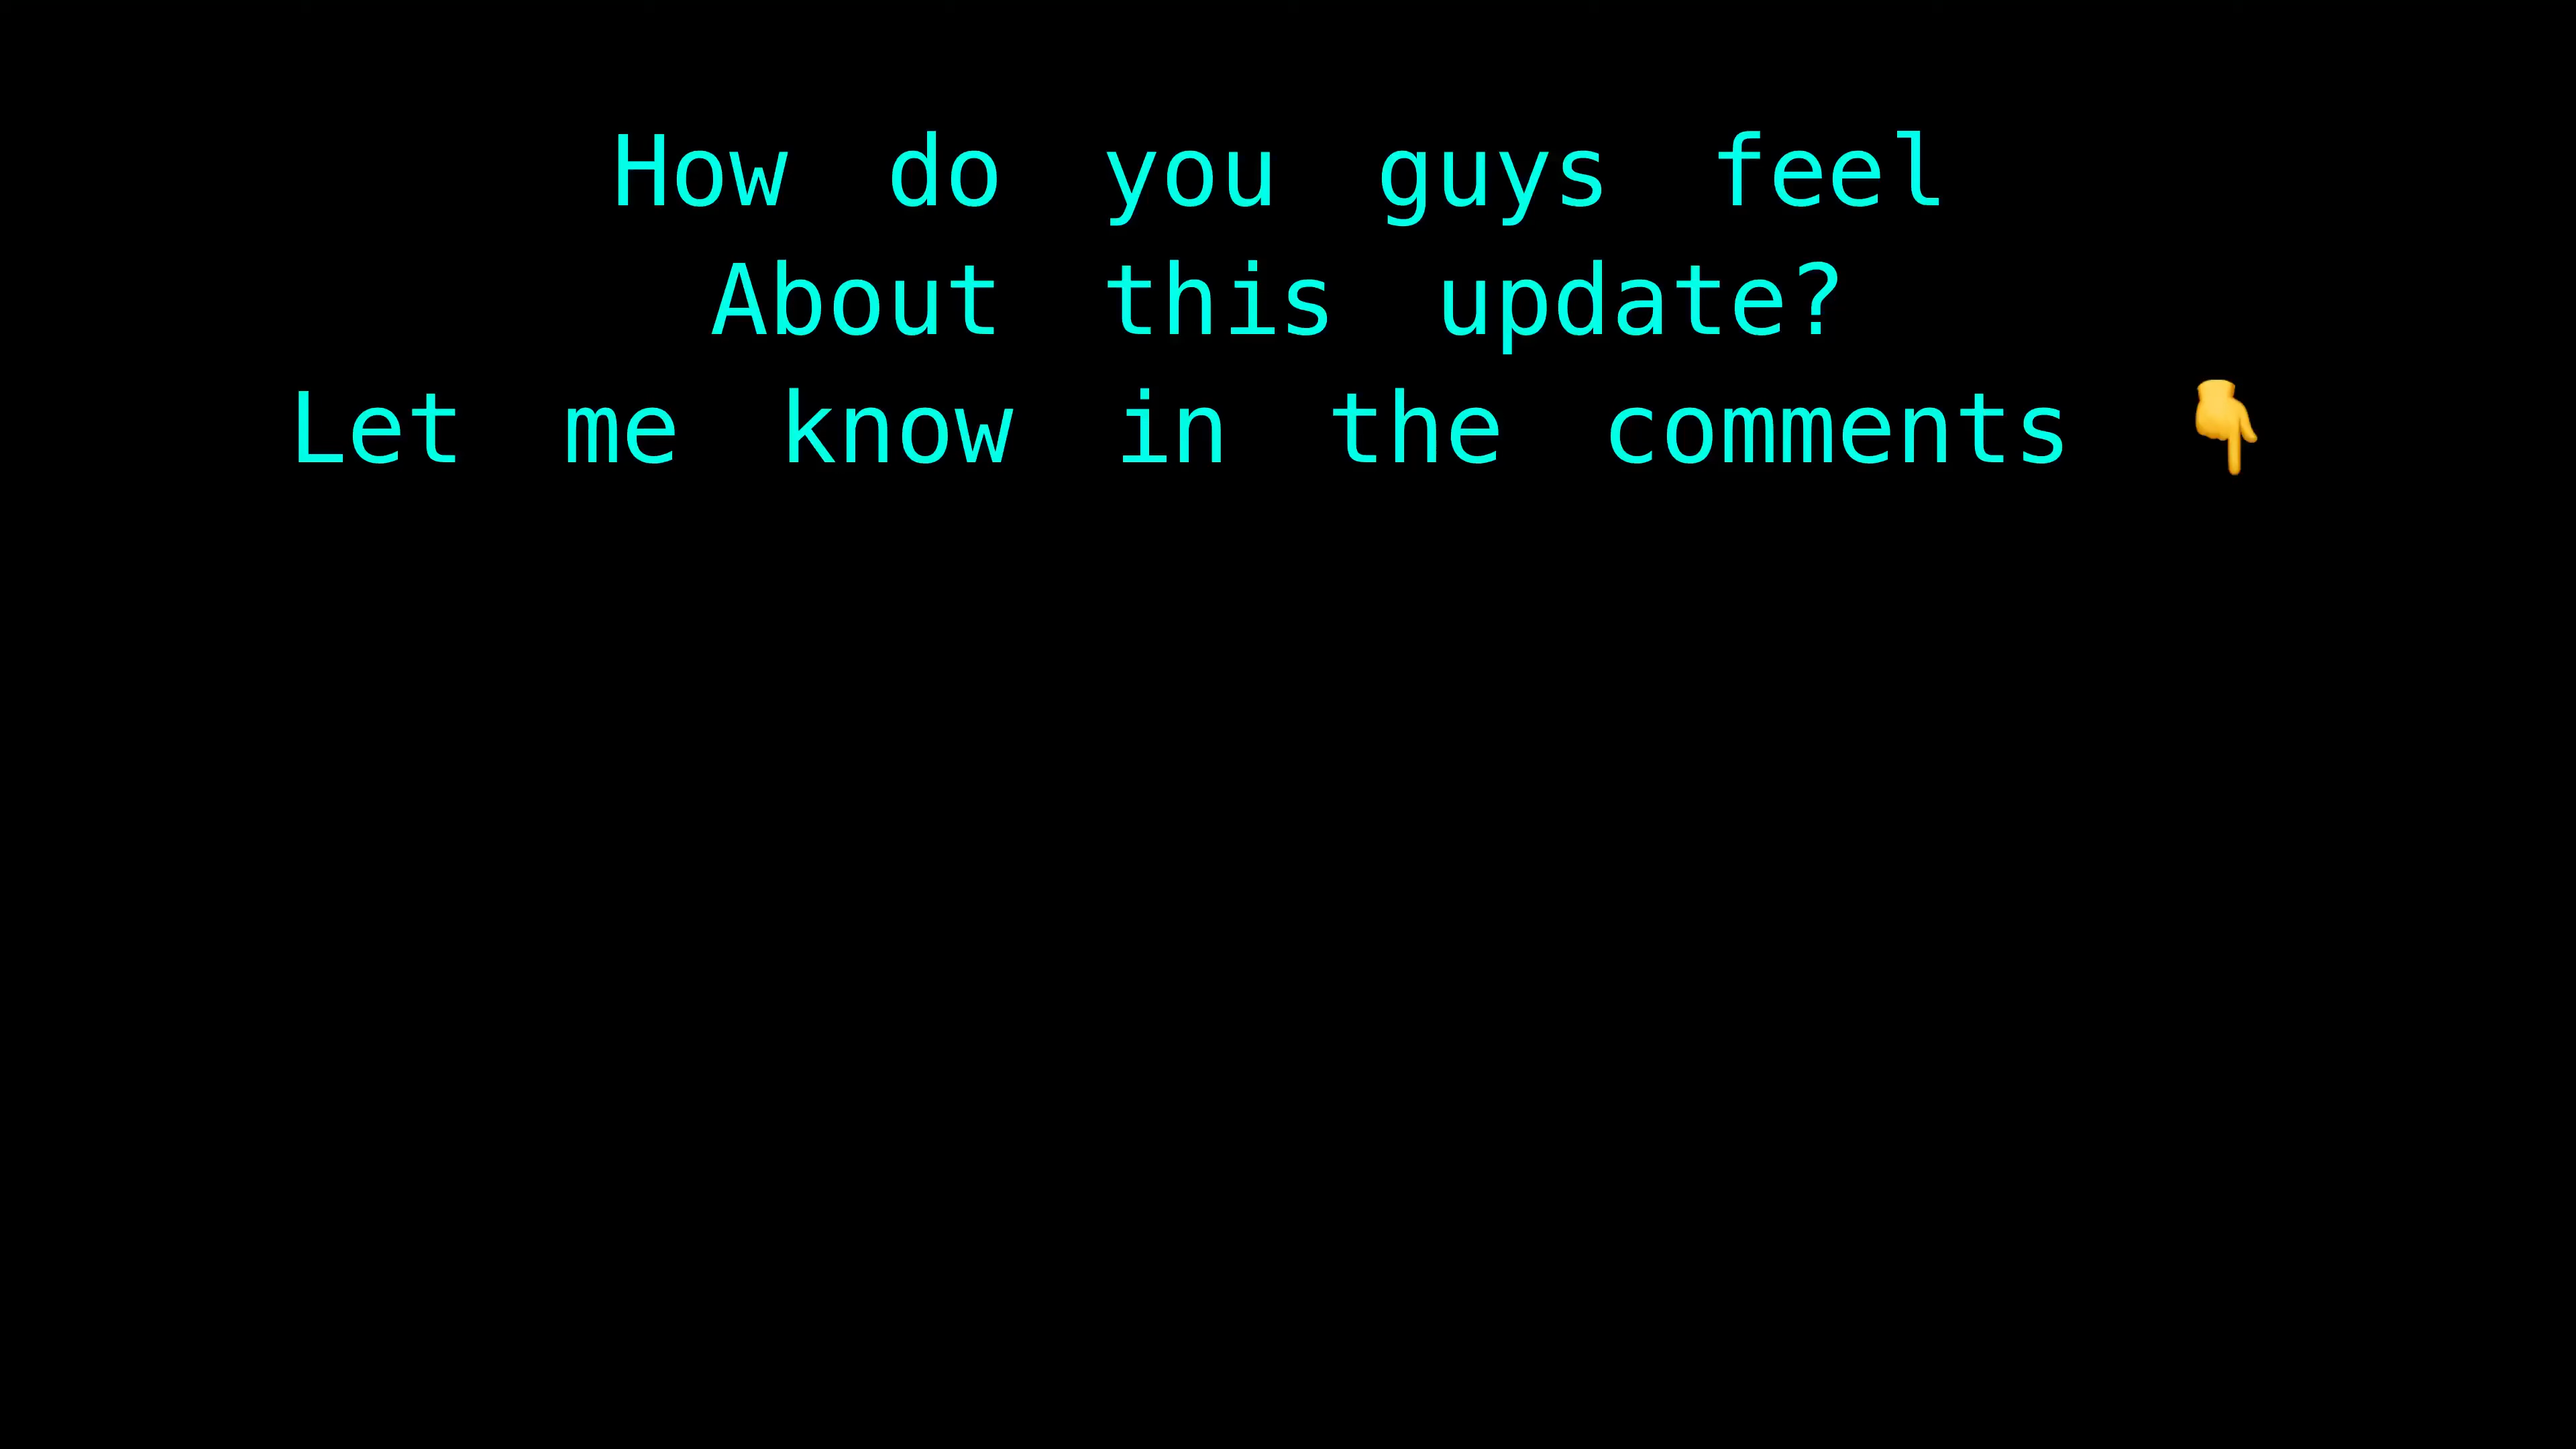 How do you guys feel
About this update?
Let me know in the comments 👇